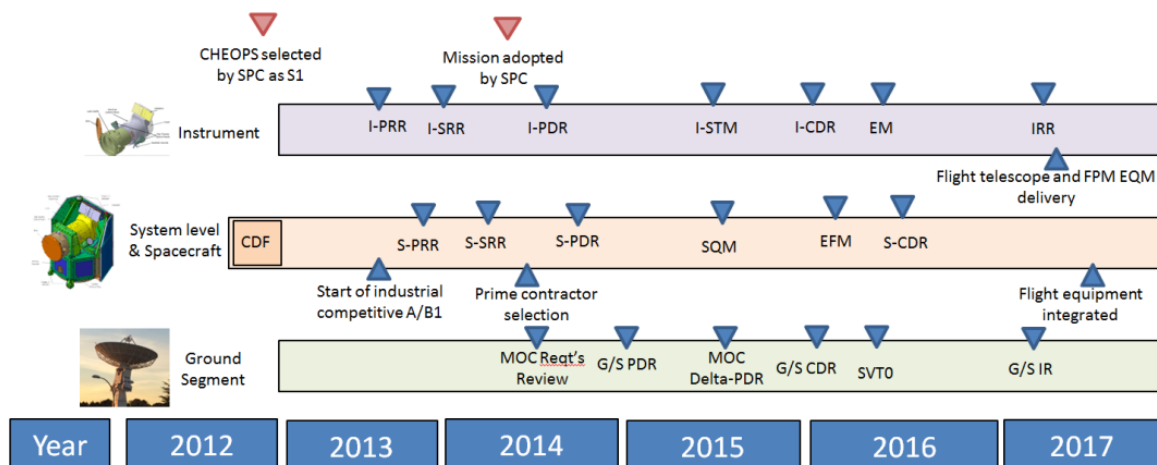 CHEOPS selected
by SPC as S1
Mission adopted
by SPC
Instrument
I-PRR
I-SRR
I-PDR
I-STM
I-CDR
EM
IRR
Flight telescope and FPM EQM
delivery
System level
& Spacecraft
CDF
S-PRR
S-SRR
S-PDR
SQM
EFM
S-CDR
Start of industrial
competitive A/B1
Prime contractor
selection
Flight equipment
integrated
Ground
Segment
MOC Reqt's
Review
G/S PDR
MOC
Delta-PDR
G/S CDR
SVT0
G/S IR
Year
2012
2013
2014
2015
2016
2017